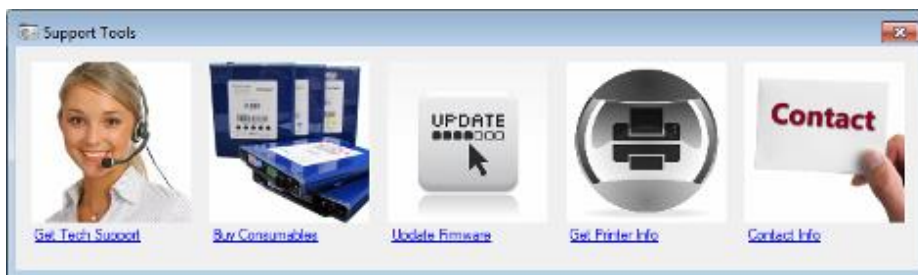 Support Tools
UPDATE
Contact
Get Tech Support
Buy Consumables
Update Firmware
Get Printer Info
Contact Info